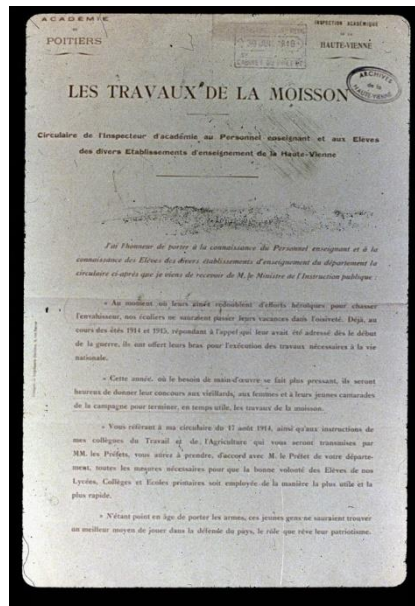 ACADÉMIE
DE
POITIERS
INSPECTION ACADÉMIQUE
DE LA
HAUTE-VIENNE
ARCHIVES
de la
HAUTE-VIENNE
LES TRAVAUX DE LA MOISSON
Circulaire de l'Inspecteur d'académie au Personnel enseignant et aux Elèves
des divers Etablissements d'enseignement de la Haute-Vienne
J'ai l'honneur de porter à la connaissance du Personnel enseignant et à la
connaissance des Elèves des divers établissements d'enseignement du département la
circulaire ci-après que je viens de recevoir de M. le Ministre de l'Instruction publique :
« Au moment où leurs aînés redoublent d'efforts héroïques pour chasser
l'envahisseur, nos écoliers ne sauraient passer leurs vacances dans l'oisiveté. Déjà, au
cours des étés 1914 et 1915, répondant à l'appel qui leur avait été adressé dès le début
de la guerre, ils ont offert leurs bras pour l'exécution des travaux nécessaires à la vie
nationale.
« Cette année, où le besoin de main-d'œuvre se fait plus pressant, ils seront
heureux de donner leur concours aux vieillards, aux femmes et à leurs jeunes camarades
de la campagne pour terminer, en temps utile, les travaux de la moisson.
« Vous référant à ma circulaire du 17 août 1914, ainsi qu'aux instructions de
mes collègues du Travail et de l'Agriculture qui vous seront transmises par
MM. les Préfets, vous aurez à prendre, d'accord avec M. le Préfet de votre départe-
ment, toutes les mesures nécessaires pour que la bonne volonté des Elèves de nos
Lycées, Collèges et Ecoles primaires soit employée de la manière la plus utile et la
plus rapide.
« N'étant point en âge de porter les armes, ces jeunes gens ne sauraient trouver
un meilleur moyen de jouer dans la défense du pays, le rôle que rêve leur patriotisme.